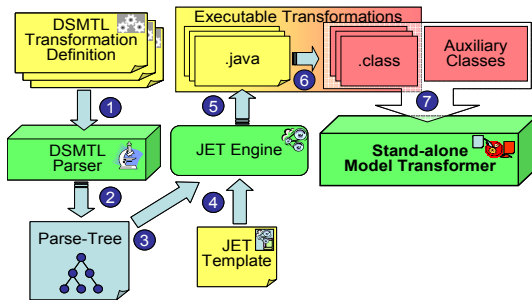 DSMTL
Transformation
Definition
Executable Transformations
.java
6
.class
Auxiliary
Classes
1
5
7
DSMTL
Parser
JET Engine
Stand-alone
Model Transformer
2
3
4
Parse-Tree
JET
Template